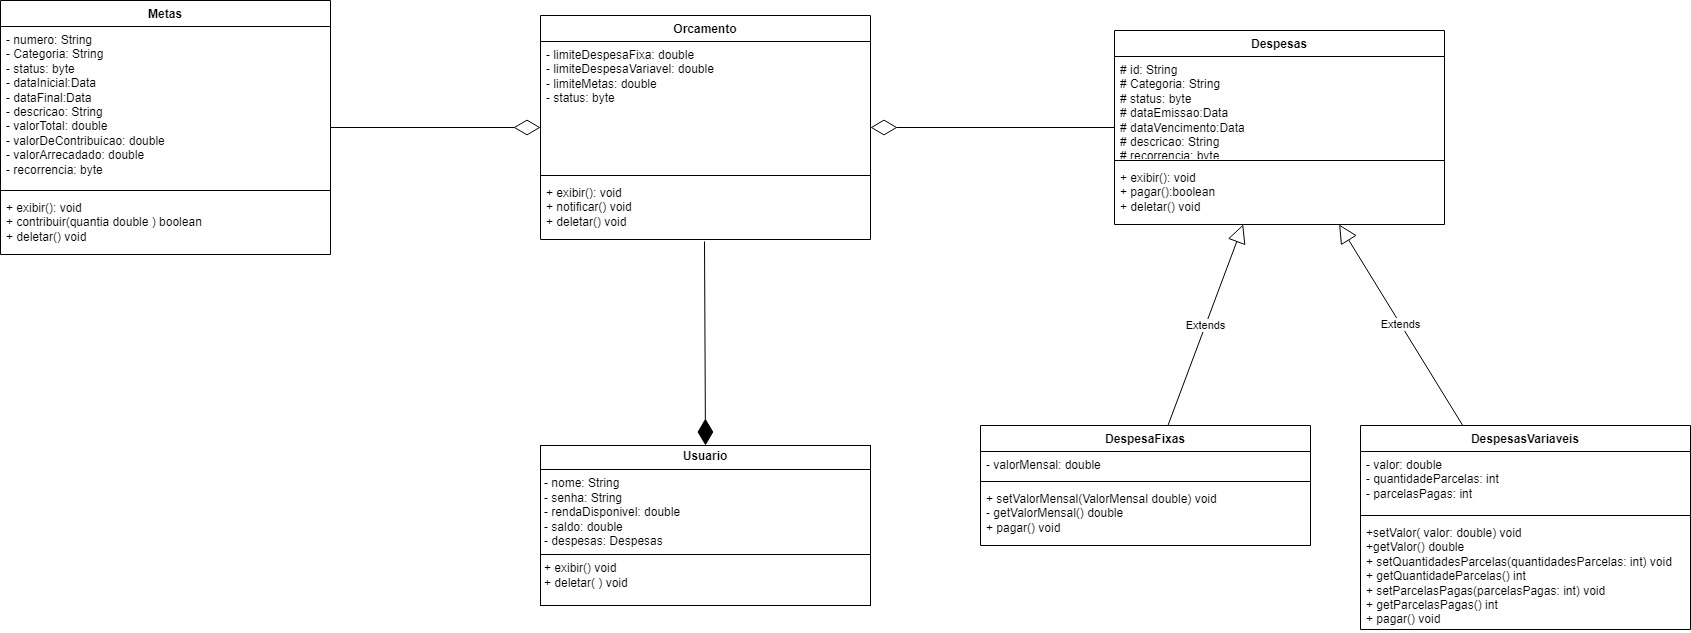 Metas
- numero: String
- Categoria: String
- status: byte
- dataInicial:Data
- dataFinal:Data
- descricao: String
- valorTotal: double
- valorDeContribuicao: double
- valorArrecadado: double
- recorrencia: byte
+ exibir(): void
+ contribuir(quantia double ) boolean
+ deletar() void
Orcamento
- limiteDespesaFixa: double
- limiteDespesaVariavel: double
- limiteMetas: double
- status: byte
+ exibir(): void
+ notificar() void
+ deletar() void
Despesas
# id: String
# Categoria: String
# status: byte
# dataEmissao:Data
# dataVencimento:Data
# descricao: String
# recorrencia: byte
+ exibir(): void
+ pagar():boolean
+ deletar() void
Extends
Extends
Usuario
- nome: String
- senha: String
- rendaDisponivel: double
- saldo: double
- despesas: Despesas
+ exibir() void
+ deletar( ) void
DespesaFixas
- valorMensal: double
+ setValorMensal(ValorMensal double) void
- getValorMensal() double
+ pagar() void
DespesasVariaveis
- valor: double
- quantidadeParcelas: int
- parcelasPagas: int
+setValor( valor: double) void
+getValor() double
+ setQuantidadesParcelas(quantidadesParcelas: int) void
+ getQuantidadeParcelas() int
+ setParcelasPagas(parcelasPagas: int) void
+ getParcelasPagas() int
+ pagar() void